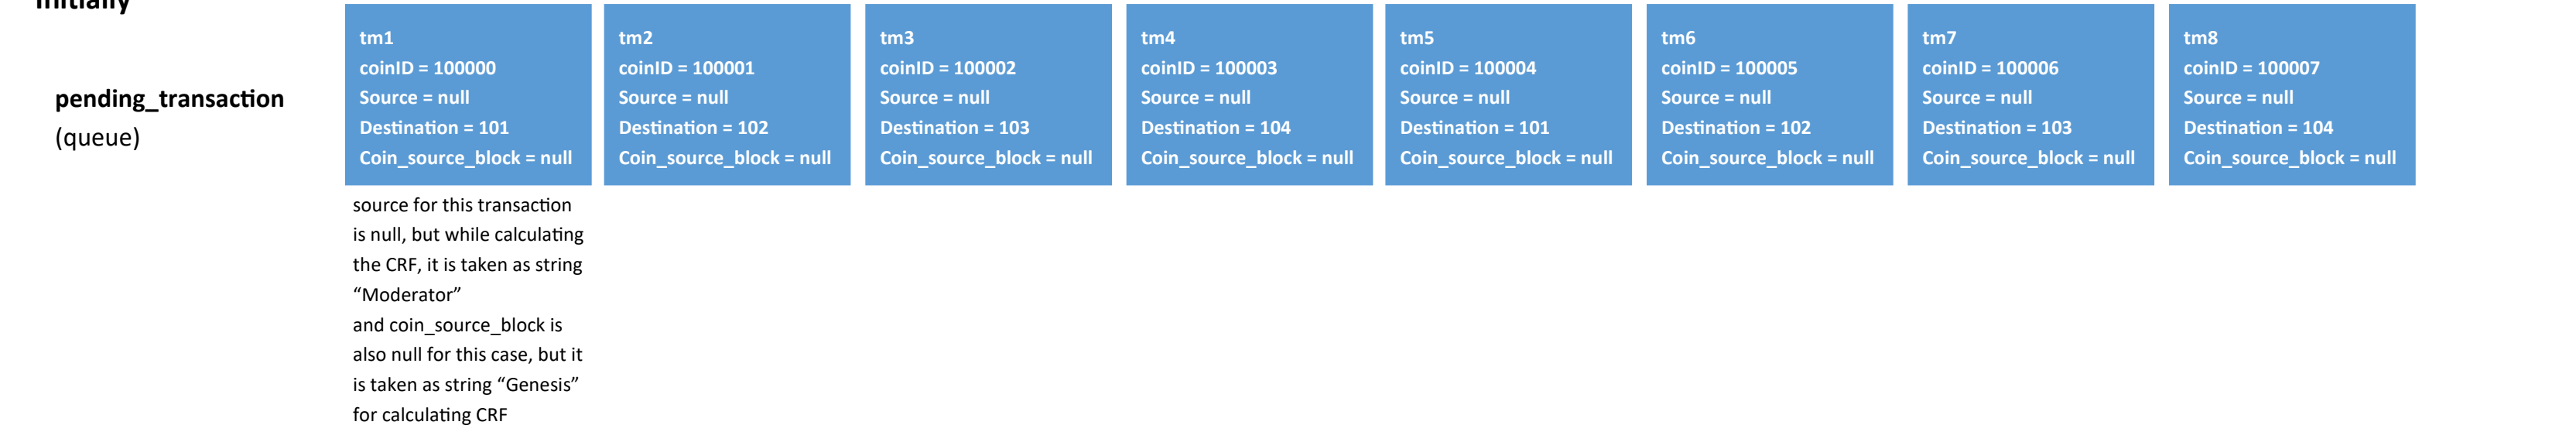 Initially
pending_transaction
(queue)
tm1
coinID = 100000
Source = null
Destination = 101
Coin_source_block = null
tm2
coinID = 100001
Source = null
Destination = 102
Coin_source_block = null
tm3
coinID = 100002
Source = null
Destination = 103
Coin_source_block = null
tm4
coinID = 100003
Source = null
Destination = 104
Coin_source_block = null
tm5
coinID = 100004
Source = null
Destination = 101
Coin_source_block = null
tm6
coinID = 100005
Source = null
Destination = 102
Coin_source_block = null
tm7
coinID = 100006
Source = null
Destination = 103
Coin_source_block = null
tm8
coinID = 100007
Source = null
Destination = 104
Coin_source_block = null
source for this transaction
is null, but while calculating
the CRF, it is taken as string
“Moderator”
and coin_source_block is
also null for this case, but it
is taken as string “Genesis”
for calculating CRF